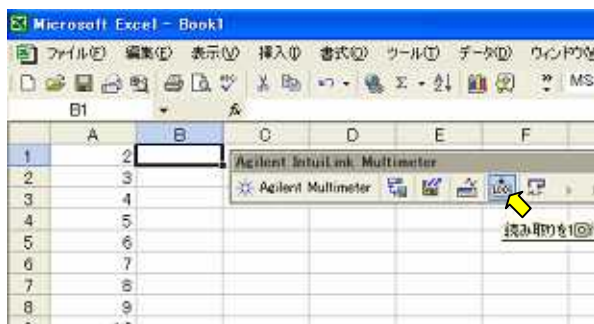 Microsoft Excel - Book1
ファイル(F) 編集(E) 表示(V) 挿入(I) 書式(O) ツール(T) データ(D) ウィンドウ(W
MS
B1
A B C D E F
1 2
2 3
3 4
4 5
5 6
6 7
7 8
8 9
Agilent IntuiLink Multimeter
Agilent Multimeter
読み取りを1回